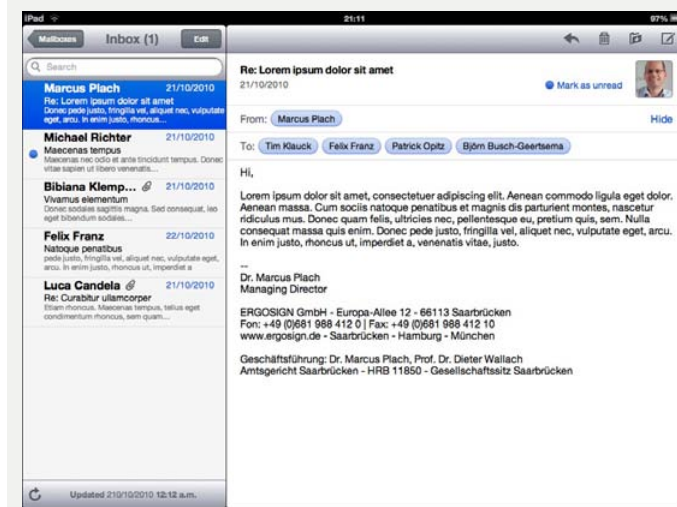 iPad 21:11 97%
Mailboxes Inbox (1) Edit
Search
Marcus Plach 21/10/2010
Re: Lorem ipsum dolor sit amet
Donec pede justo, fringilla vel, aliquet nec, vulputate
eget, arcu. In enim justo, rhoncus...
Michael Richter 21/10/2010
Maecenas tempus
Maecenas nec odio et ante tincidunt tempus. Donec
vitae sapien ut libero venenatis...
Bibiana Klemp... 21/10/2010
Vivamus elementum
Donec sodales sagittis magna. Sed consequat, leo
eget bibendum sodales...
Felix Franz 22/10/2010
Natoque penatibus
pede justo, fringilla vel, aliquet nec, vulputate eget,
arcu. In enim justo, rhoncus ut, imperdiet a
Luca Candela 21/10/2010
Re: Curabitur ullamcorper
Etiam rhoncus. Maecenas tempus, tellus eget
condimentum rhoncus, sem quam...
Updated 210/10/2010 12:12 a.m.
Re: Lorem ipsum dolor sit amet
21/10/2010 Mark as unread
From: Marcus Plach Hide
To: Tim Klauck Felix Franz Patrick Opitz Björn Busch-Geertsema
Hi,
Lorem ipsum dolor sit amet, consectetuer adipiscing elit. Aenean commodo ligula eget dolor.
Aenean massa. Cum sociis natoque penatibus et magnis dis parturient montes, nascetur
ridiculus mus. Donec quam felis, ultricies nec, pellentesque eu, pretium quis, sem. Nulla
consequat massa quis enim. Donec pede justo, fringilla vel, aliquet nec, vulputate eget, arcu.
In enim justo, rhoncus ut, imperdiet a, venenatis vitae, justo.
--
Dr. Marcus Plach
Managing Director
ERGOSIGN GmbH - Europa-Allee 12 - 66113 Saarbrücken
Fon: +49 (0)681 988 412 0 | Fax: +49 (0)681 988 412 10
www.ergosign.de - Saarbrücken - Hamburg - München
Geschäftsführung: Dr. Marcus Plach, Prof. Dr. Dieter Wallach
Amtsgericht Saarbrücken - HRB 11850 - Gesellschaftssitz Saarbrücken